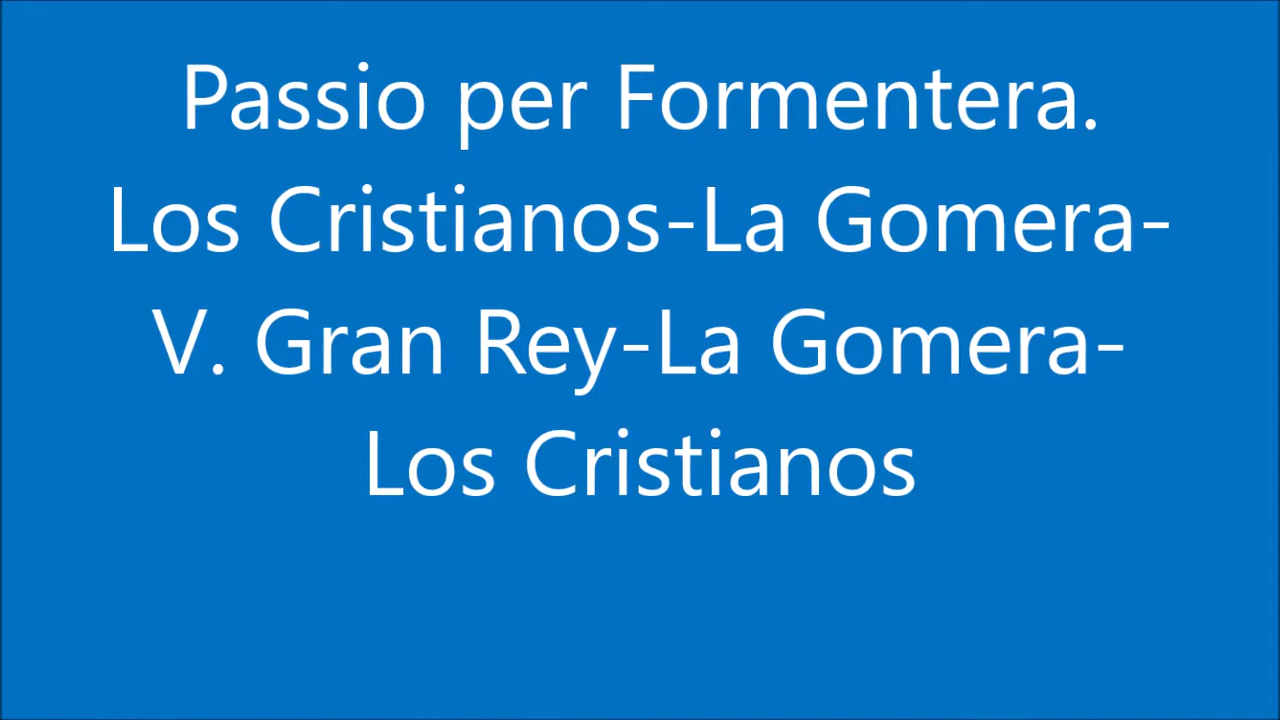 Passio per Formentera.
Los Cristianos-La Gomera-
V. Gran Rey-La Gomera-
Los Cristianos